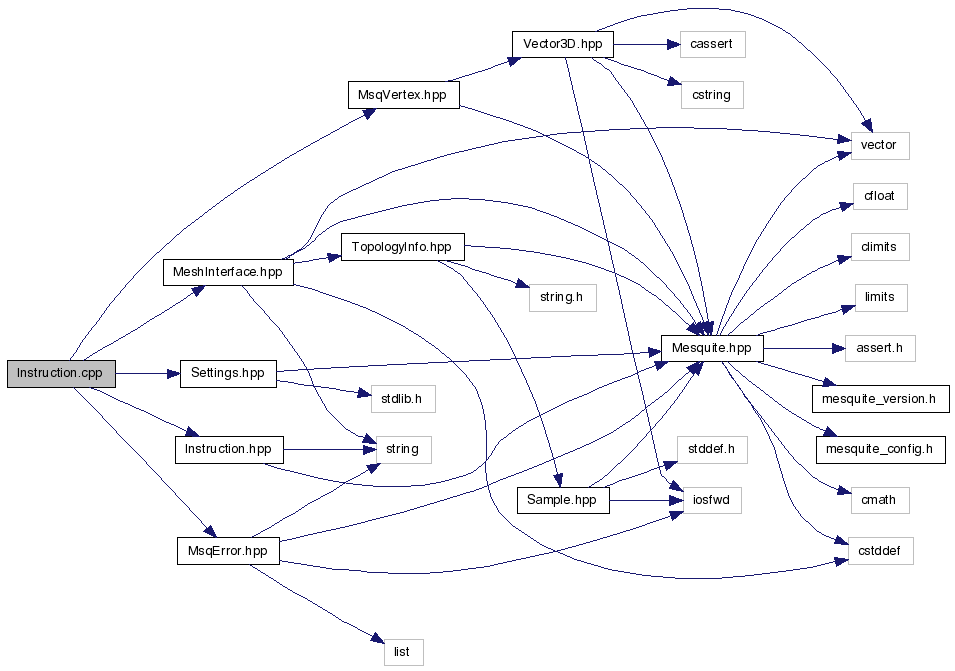 Vector3D.hpp
cassert
cstring
MsqVertex.hpp
vector
cfloat
TopologyInfo.hpp
climits
MeshInterface.hpp
string.h
limits
Mesquite.hpp
assert.h
Instruction.cpp
Settings.hpp
stdlib.h
mesquite_version.h
Instruction.hpp
string
stddef.h
mesquite_config.h
Sample.hpp
iosfwd
cmath
MsqError.hpp
cstddef
list